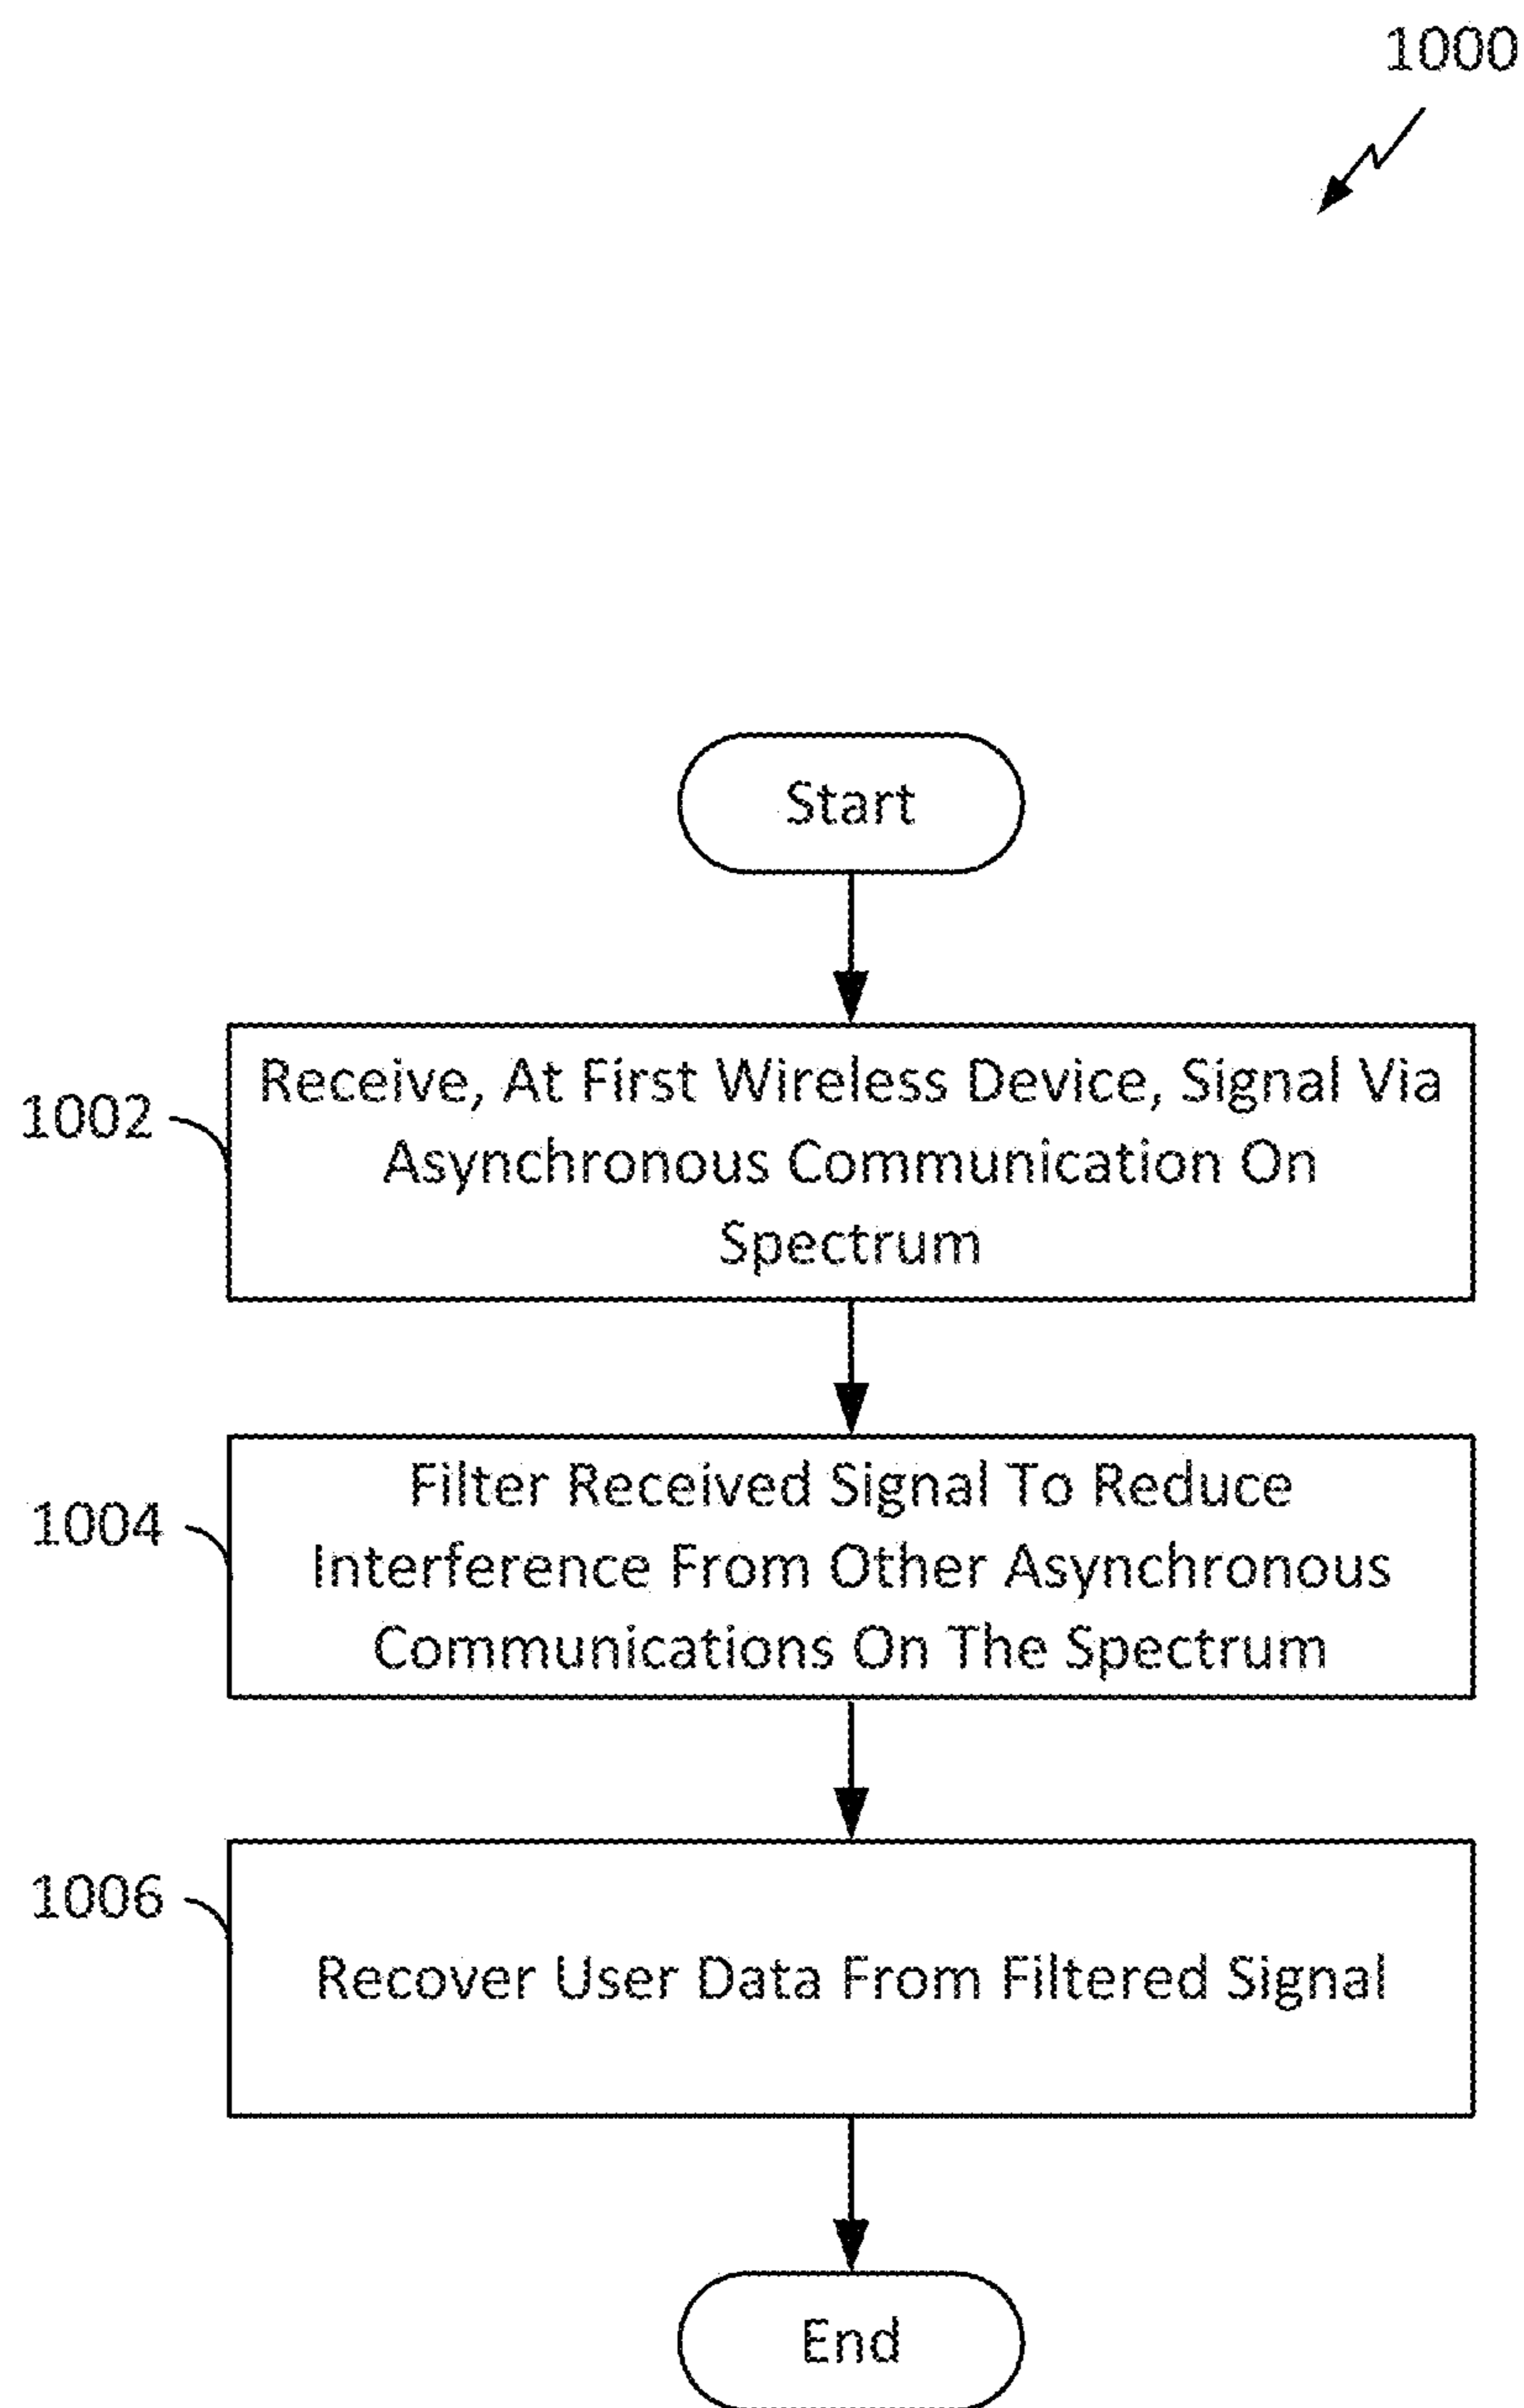 1000
Start
1002
Receive, At First Wireless Device, Signal Via
Asynchronous Communication On
Spectrum
1004
Filter Received Signal To Reduce
Interference From Other Asynchronous
Communications On The Spectrum
1006
Recover User Data From Filtered Signal
End